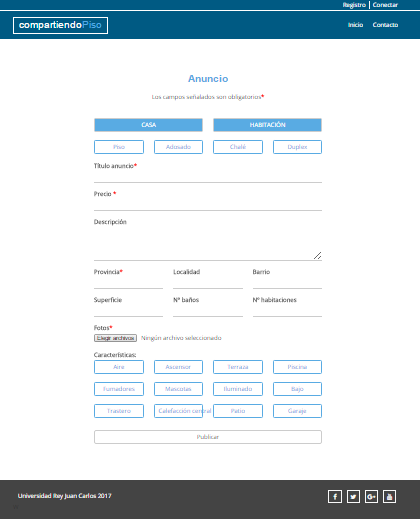 Registro | Conectar
compartiendoPiso
Inicio Contacto
Anuncio
Los campos señalados son obligatorios*
CASA HABITACIÓN
Piso Adosado Chalé Duplex
Título anuncio*
Precio *
Descripción
Provincia* Localidad Barrio
Superficie Nº baños Nº habitaciones
Fotos*
Elegir archivos Ningún archivo seleccionado
Características:
Aire Ascensor Terraza Piscina
Fumadores Mascotas Iluminado Bajo
Trastero Calefacción central Patio Garaje
Publicar
Universidad Rey Juan Carlos 2017